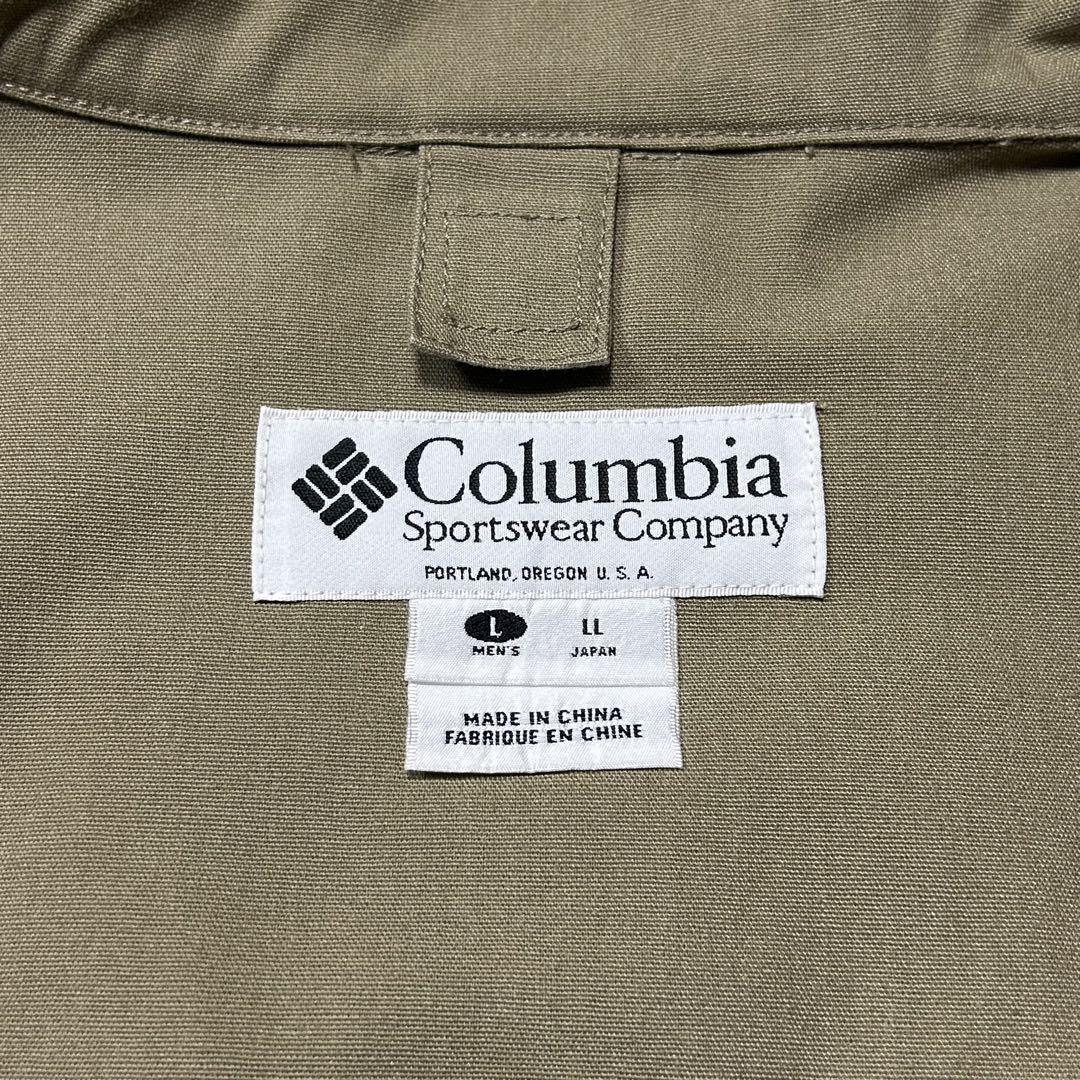 Columbia
Sportswear Company
PORTLAND, OREGON U.S.A.
L LL
MEN'S JAPAN
MADE IN CHINA
FABRIQUE EN CHINE